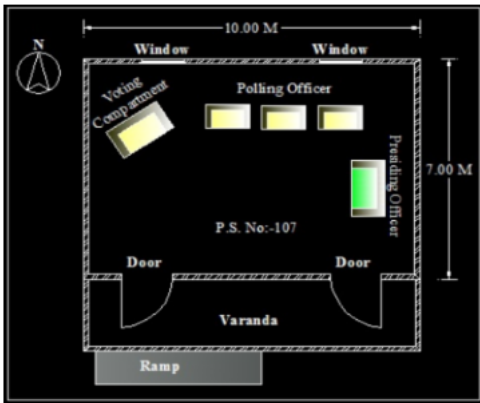 10.00 M
N
Window
Window
Voting
Compartment
Polling Officer
Presiding Officer
7.00 M
P.S. No:-107
Door
Door
Varanda
Ramp